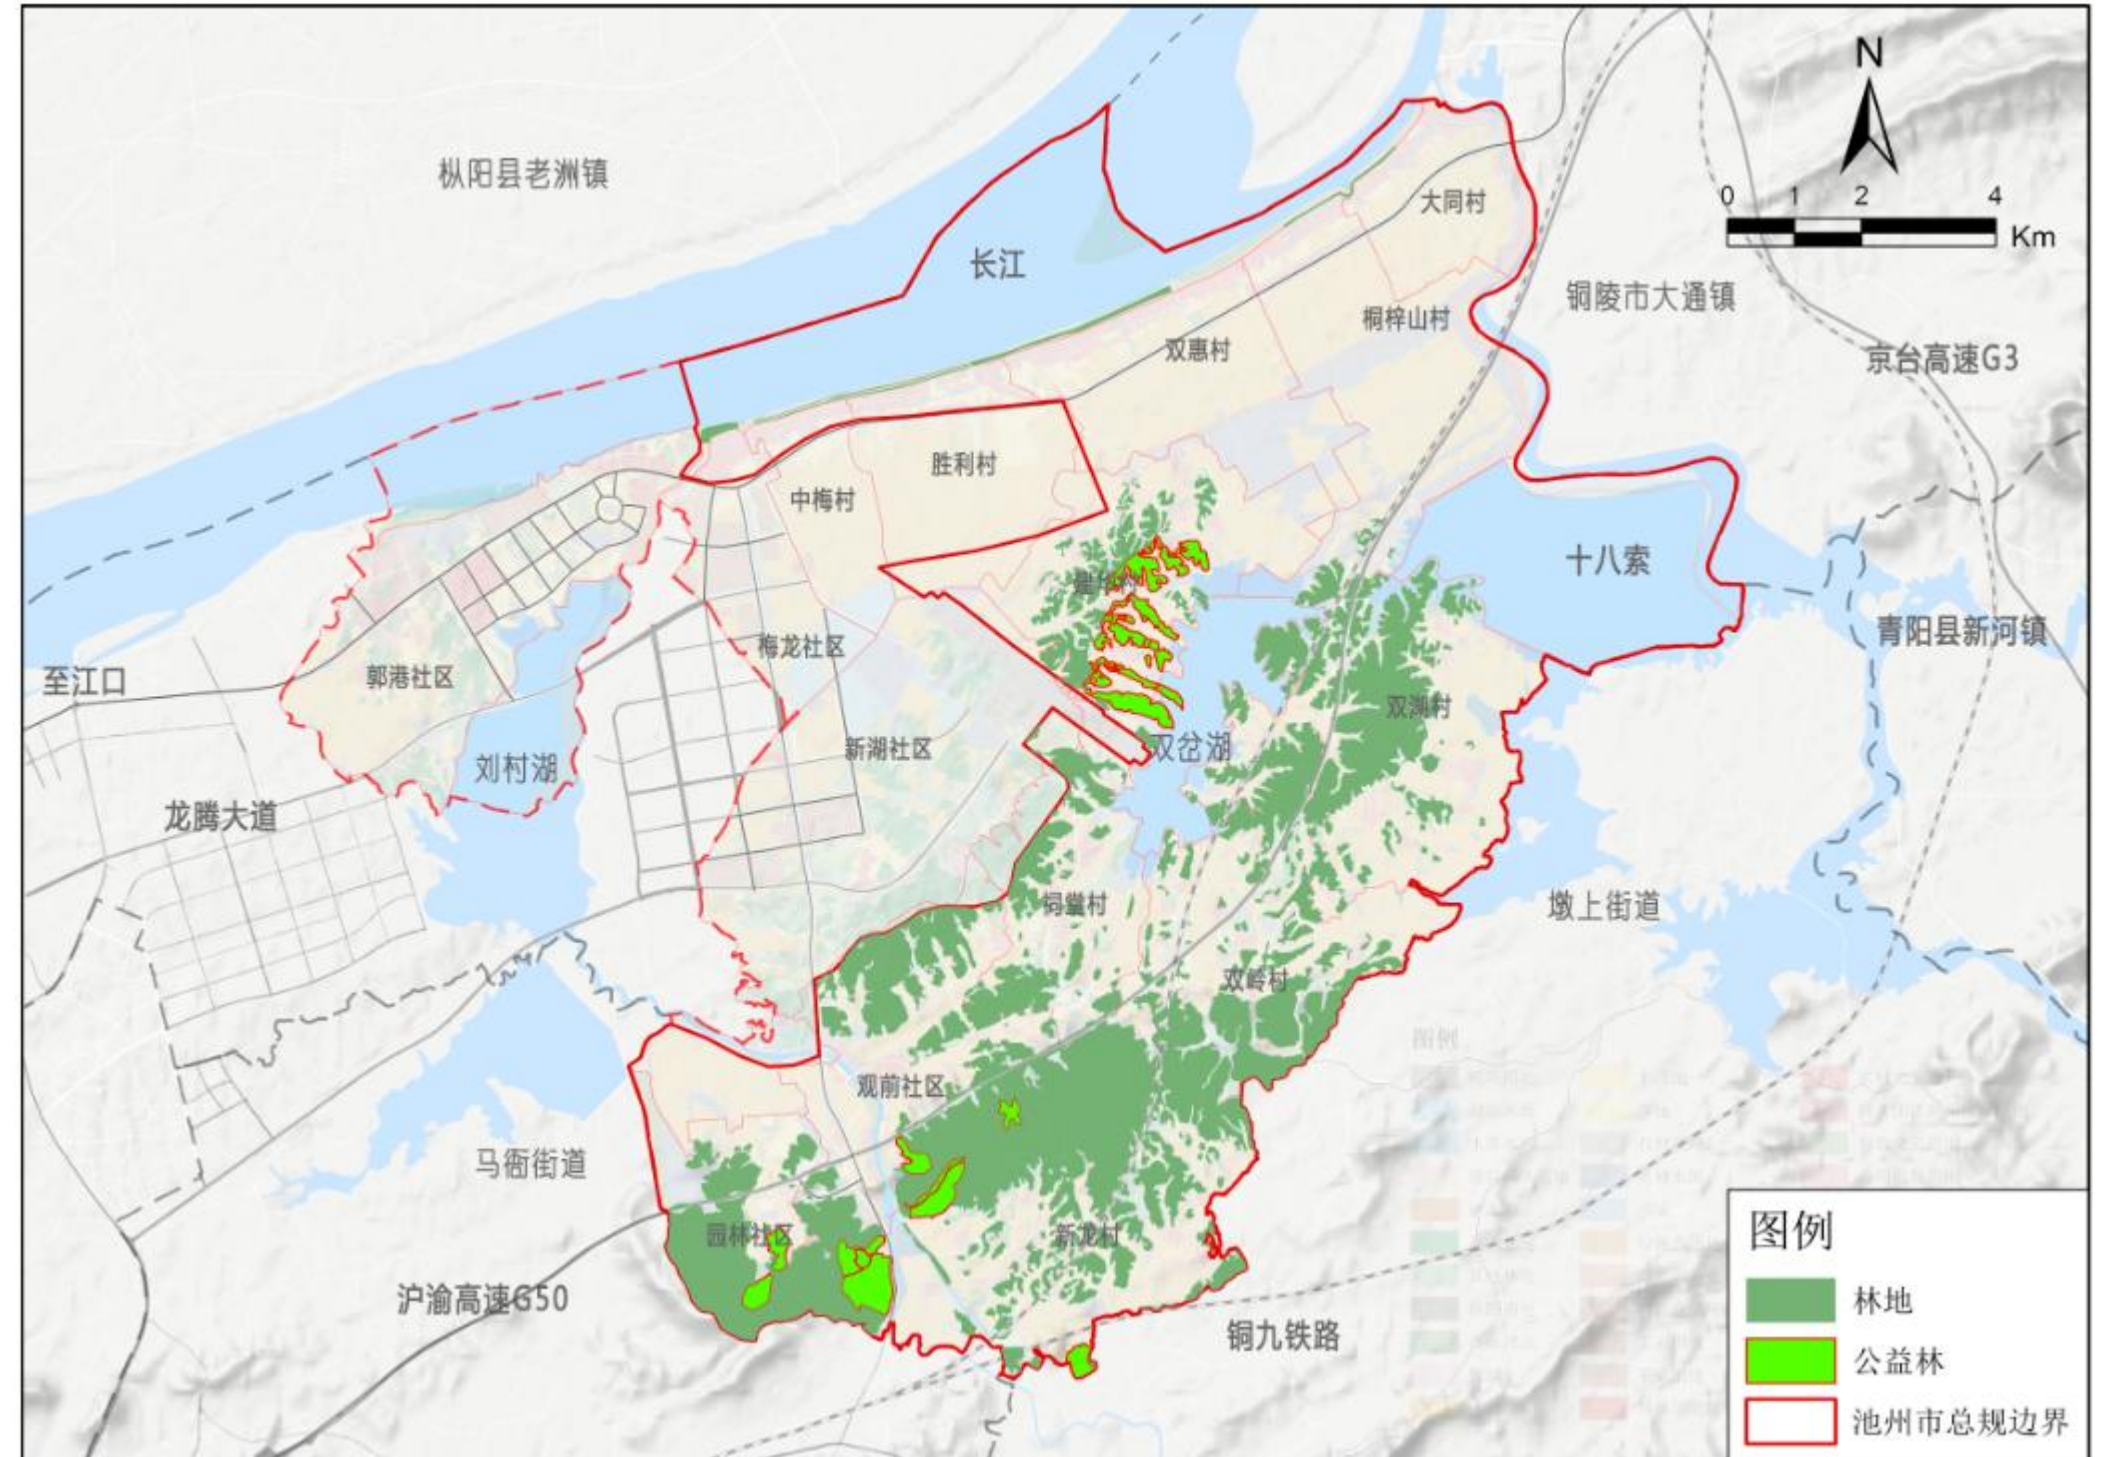 N
0 1 2 4
Km
枞阳县老洲镇
大同村
长江
铜陵市大通镇
桐梓山村
双惠村
京台高速G3
胜利村
中梅村
十八索
青阳县新河镇
梅龙社区
至江口
郭港社区
双湖村
新湖社区
双岔湖
刘村湖
龙腾大道
祠堂村
墩上街道
双岭村
观前社区
马衙街道
园林社区
新龙村
沪渝高速G50
铜九铁路
图例
林地
公益林
池州市总规边界